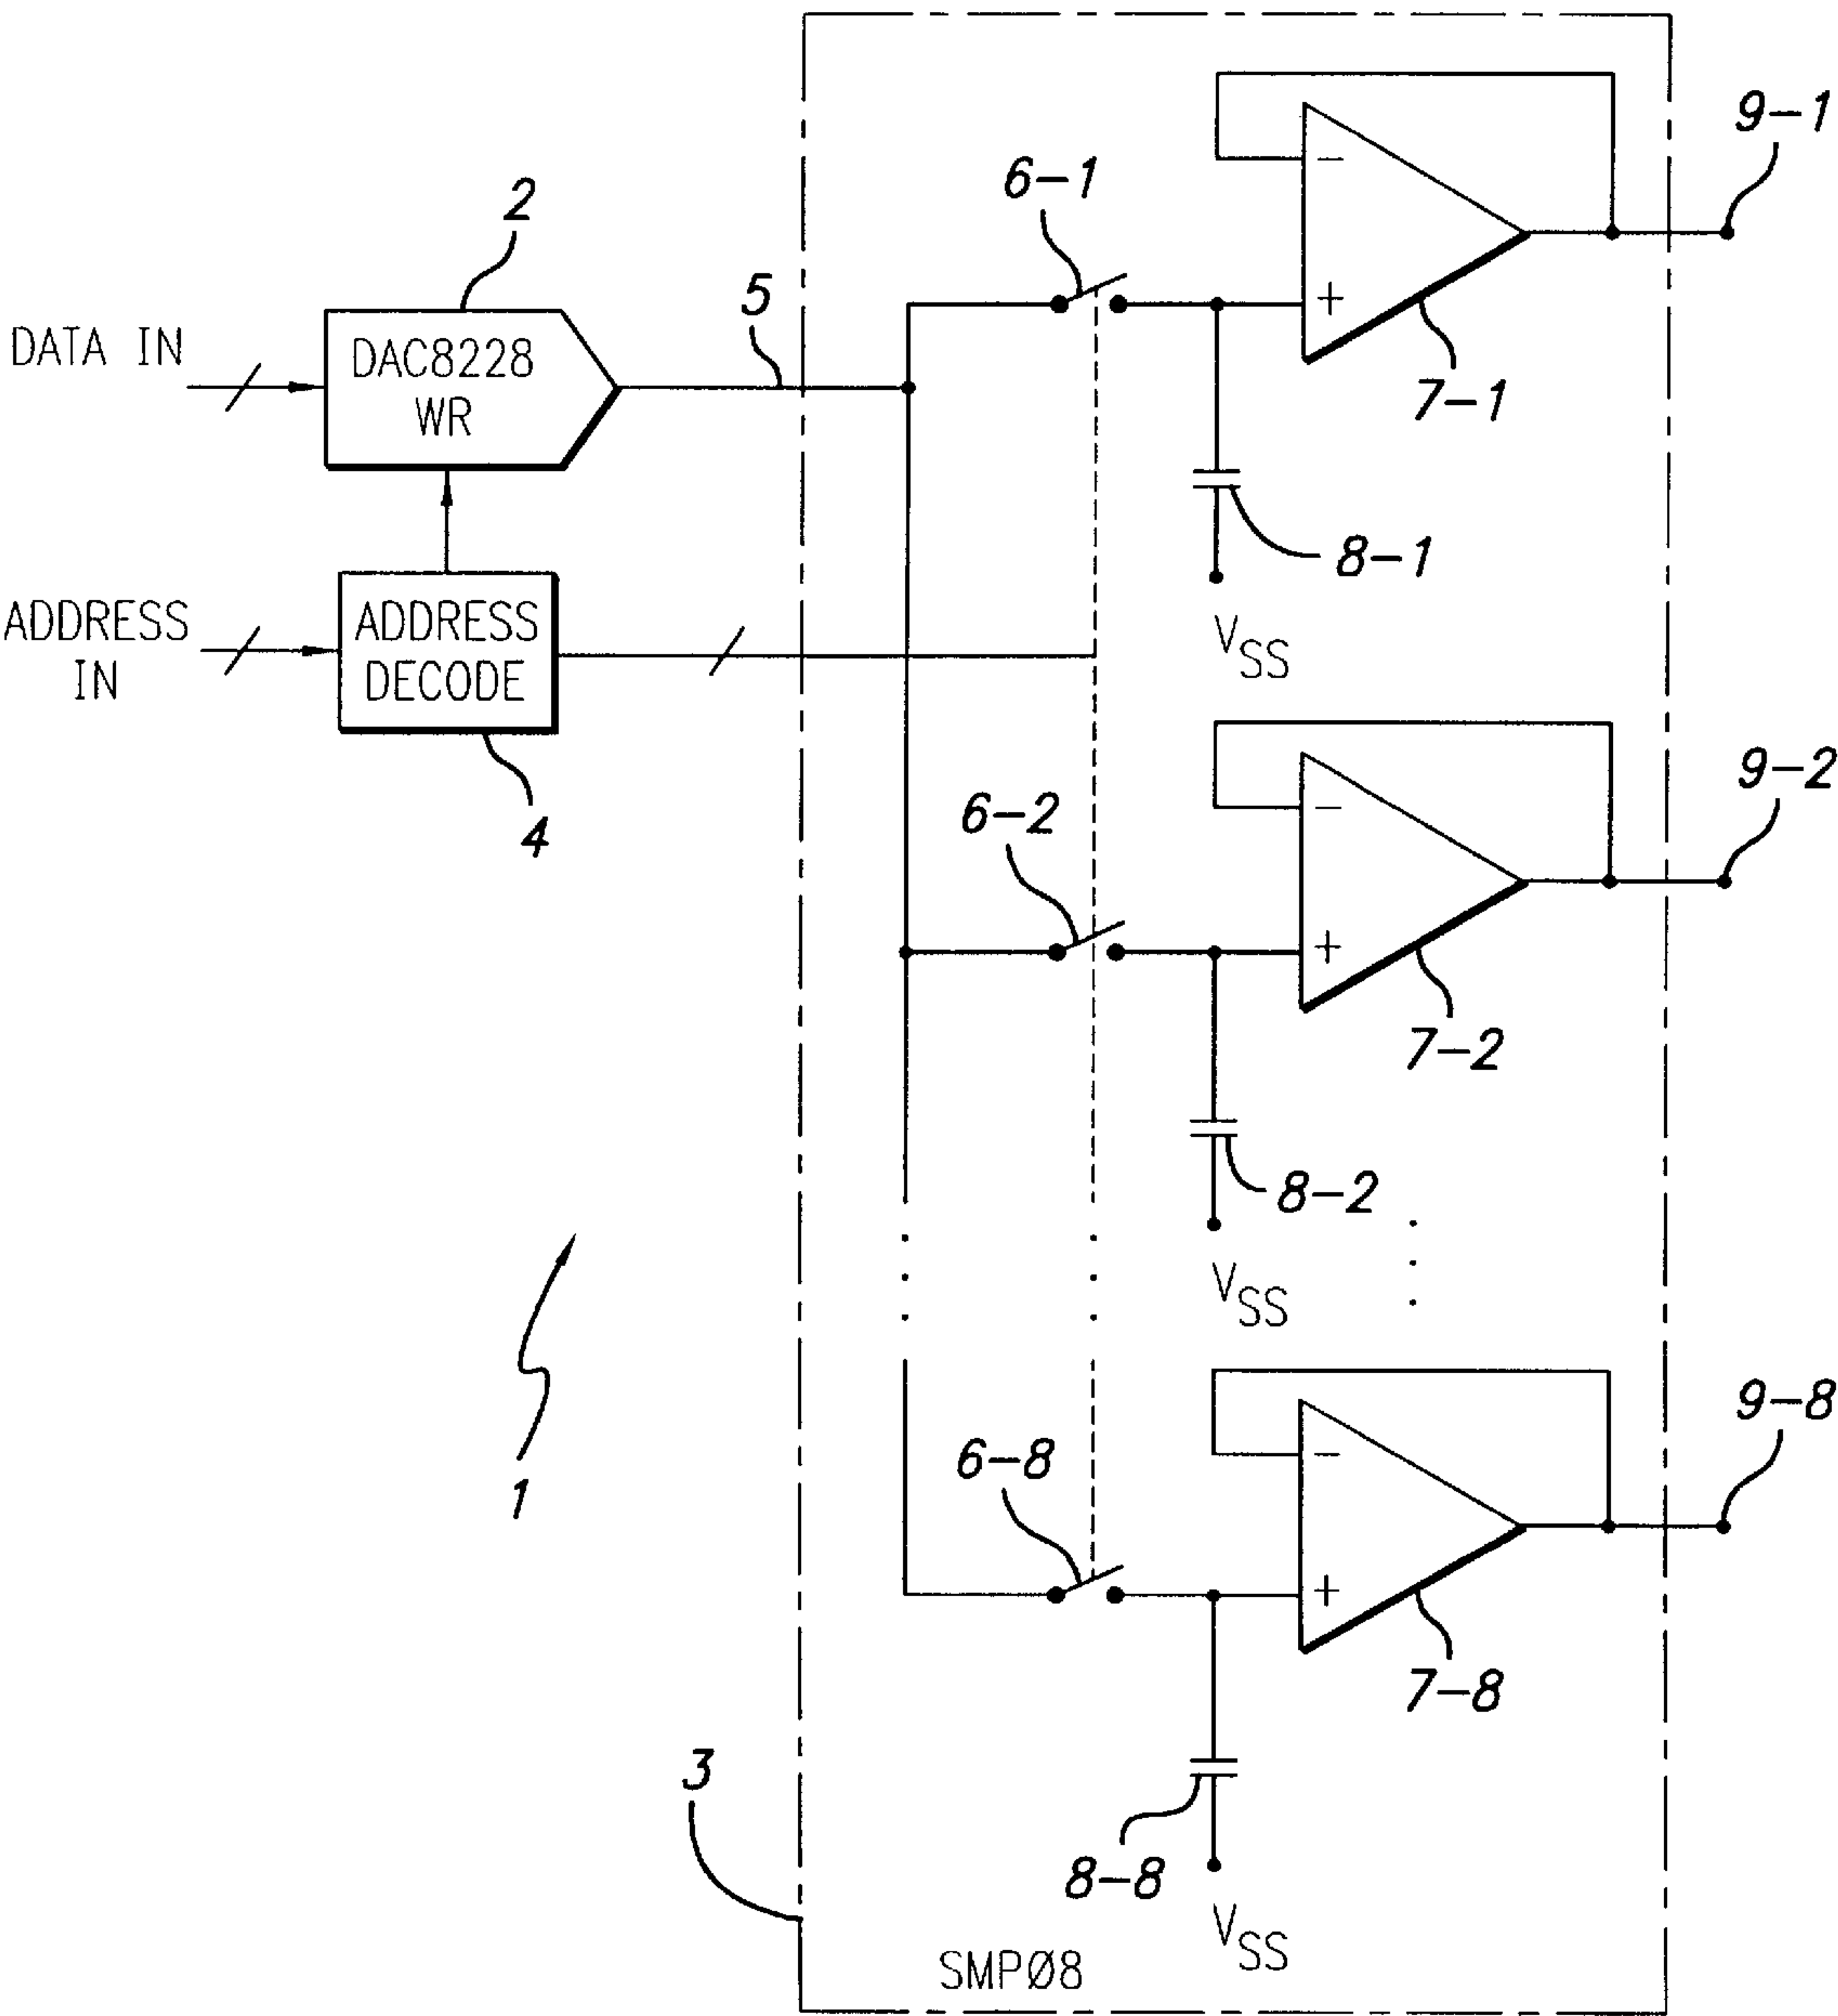 9-1
6-1
2
5
DATA IN
DAC8228
WR
7-1
8-1
ADDRESS
IN
ADDRESS
DECODE
VSS
4
9-2
6-2
7-2
8-2
VSS
9-8
6-8
1
7-8
3
8-8
VSS
SMPØ8
−
+
−
+
−
+